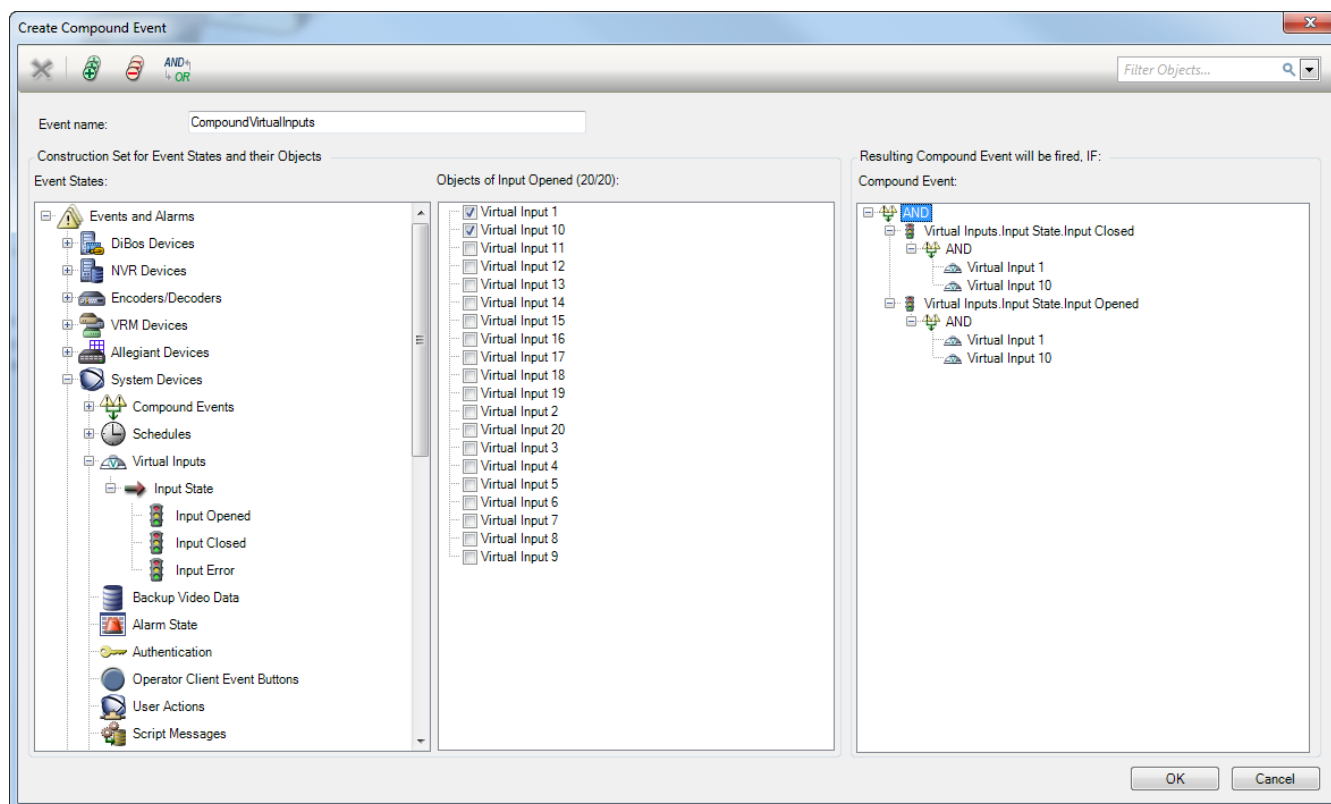 Create Compound Event
AND
OR
Filter Objects...
Event name:
CompoundVirtualInputs
Construction Set for Event States and their Objects
Resulting Compound Event will be fired, IF:
Event States:
Objects of Input Opened (20/20):
Compound Event:
Events and Alarms
DiBos Devices
NVR Devices
Encoders/Decoders
VRM Devices
Allegiant Devices
System Devices
Compound Events
Schedules
Virtual Inputs
Input State
Input Opened
Input Closed
Input Error
Backup Video Data
Alarm State
Authentication
Operator Client Event Buttons
User Actions
Script Messages
Virtual Input 1
Virtual Input 10
Virtual Input 11
Virtual Input 12
Virtual Input 13
Virtual Input 14
Virtual Input 15
Virtual Input 16
Virtual Input 17
Virtual Input 18
Virtual Input 19
Virtual Input 2
Virtual Input 20
Virtual Input 3
Virtual Input 4
Virtual Input 5
Virtual Input 6
Virtual Input 7
Virtual Input 8
Virtual Input 9
AND
Virtual Inputs.Input State.Input Closed
AND
Virtual Input 1
Virtual Input 10
Virtual Inputs.Input State.Input Opened
AND
Virtual Input 1
Virtual Input 10
OK
Cancel